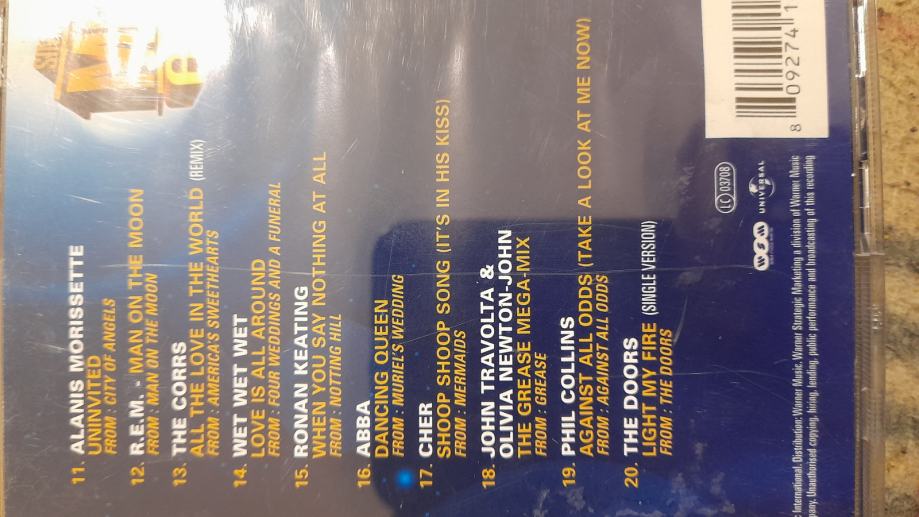 11. ALANIS MORISSETTE
UNINVITED
FROM : CITY OF ANGELS
12. R.E.M. - MAN ON THE MOON
FROM : MAN ON THE MOON
13. THE CORRS
ALL THE LOVE IN THE WORLD (REMIX)
FROM : AMERICA'S SWEETHEARTS
14. WET WET WET
LOVE IS ALL AROUND
FROM : FOUR WEDDINGS AND A FUNERAL
15. RONAN KEATING
WHEN YOU SAY NOTHING AT ALL
FROM : NOTTING HILL
16. ABBA
DANCING QUEEN
FROM : MURIEL'S WEDDING
17. CHER
SHOOP SHOOP SONG (IT'S IN HIS KISS)
FROM : MERMAIDS
18. JOHN TRAVOLTA &
OLIVIA NEWTON-JOHN
THE GREASE MEGA-MIX
FROM : GREASE
19. PHIL COLLINS
AGAINST ALL ODDS (TAKE A LOOK AT ME NOW)
FROM : AGAINST ALL ODDS
20. THE DOORS
LIGHT MY FIRE (SINGLE VERSION)
FROM : THE DOORS
8 09274 1
LC 03708
WSM
UNIVERSAL
International. Distribution: Warner Music. Warner Strategic Marketing a division of Warner Music
Unauthorised copying, hiring, lending, public performance and broadcasting of this recording